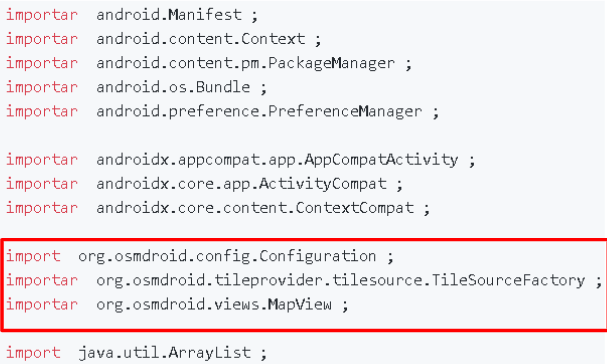 importar android.Manifest ;
importar android.content.Context ;
importar android.content.pm.PackageManager ;
importar android.os.Bundle ;
importar android.preference.PreferenceManager ;
importar androidx.appcompat.app.AppCompatActivity ;
importar androidx.core.app.ActivityCompat ;
importar androidx.core.content.ContextCompat ;
import org.osmdroid.config.Configuration ;
importar org.osmdroid.tileprovider.tilesource.TileSourceFactory ;
importar org.osmdroid.views.MapView ;
import java.util.ArrayList ;